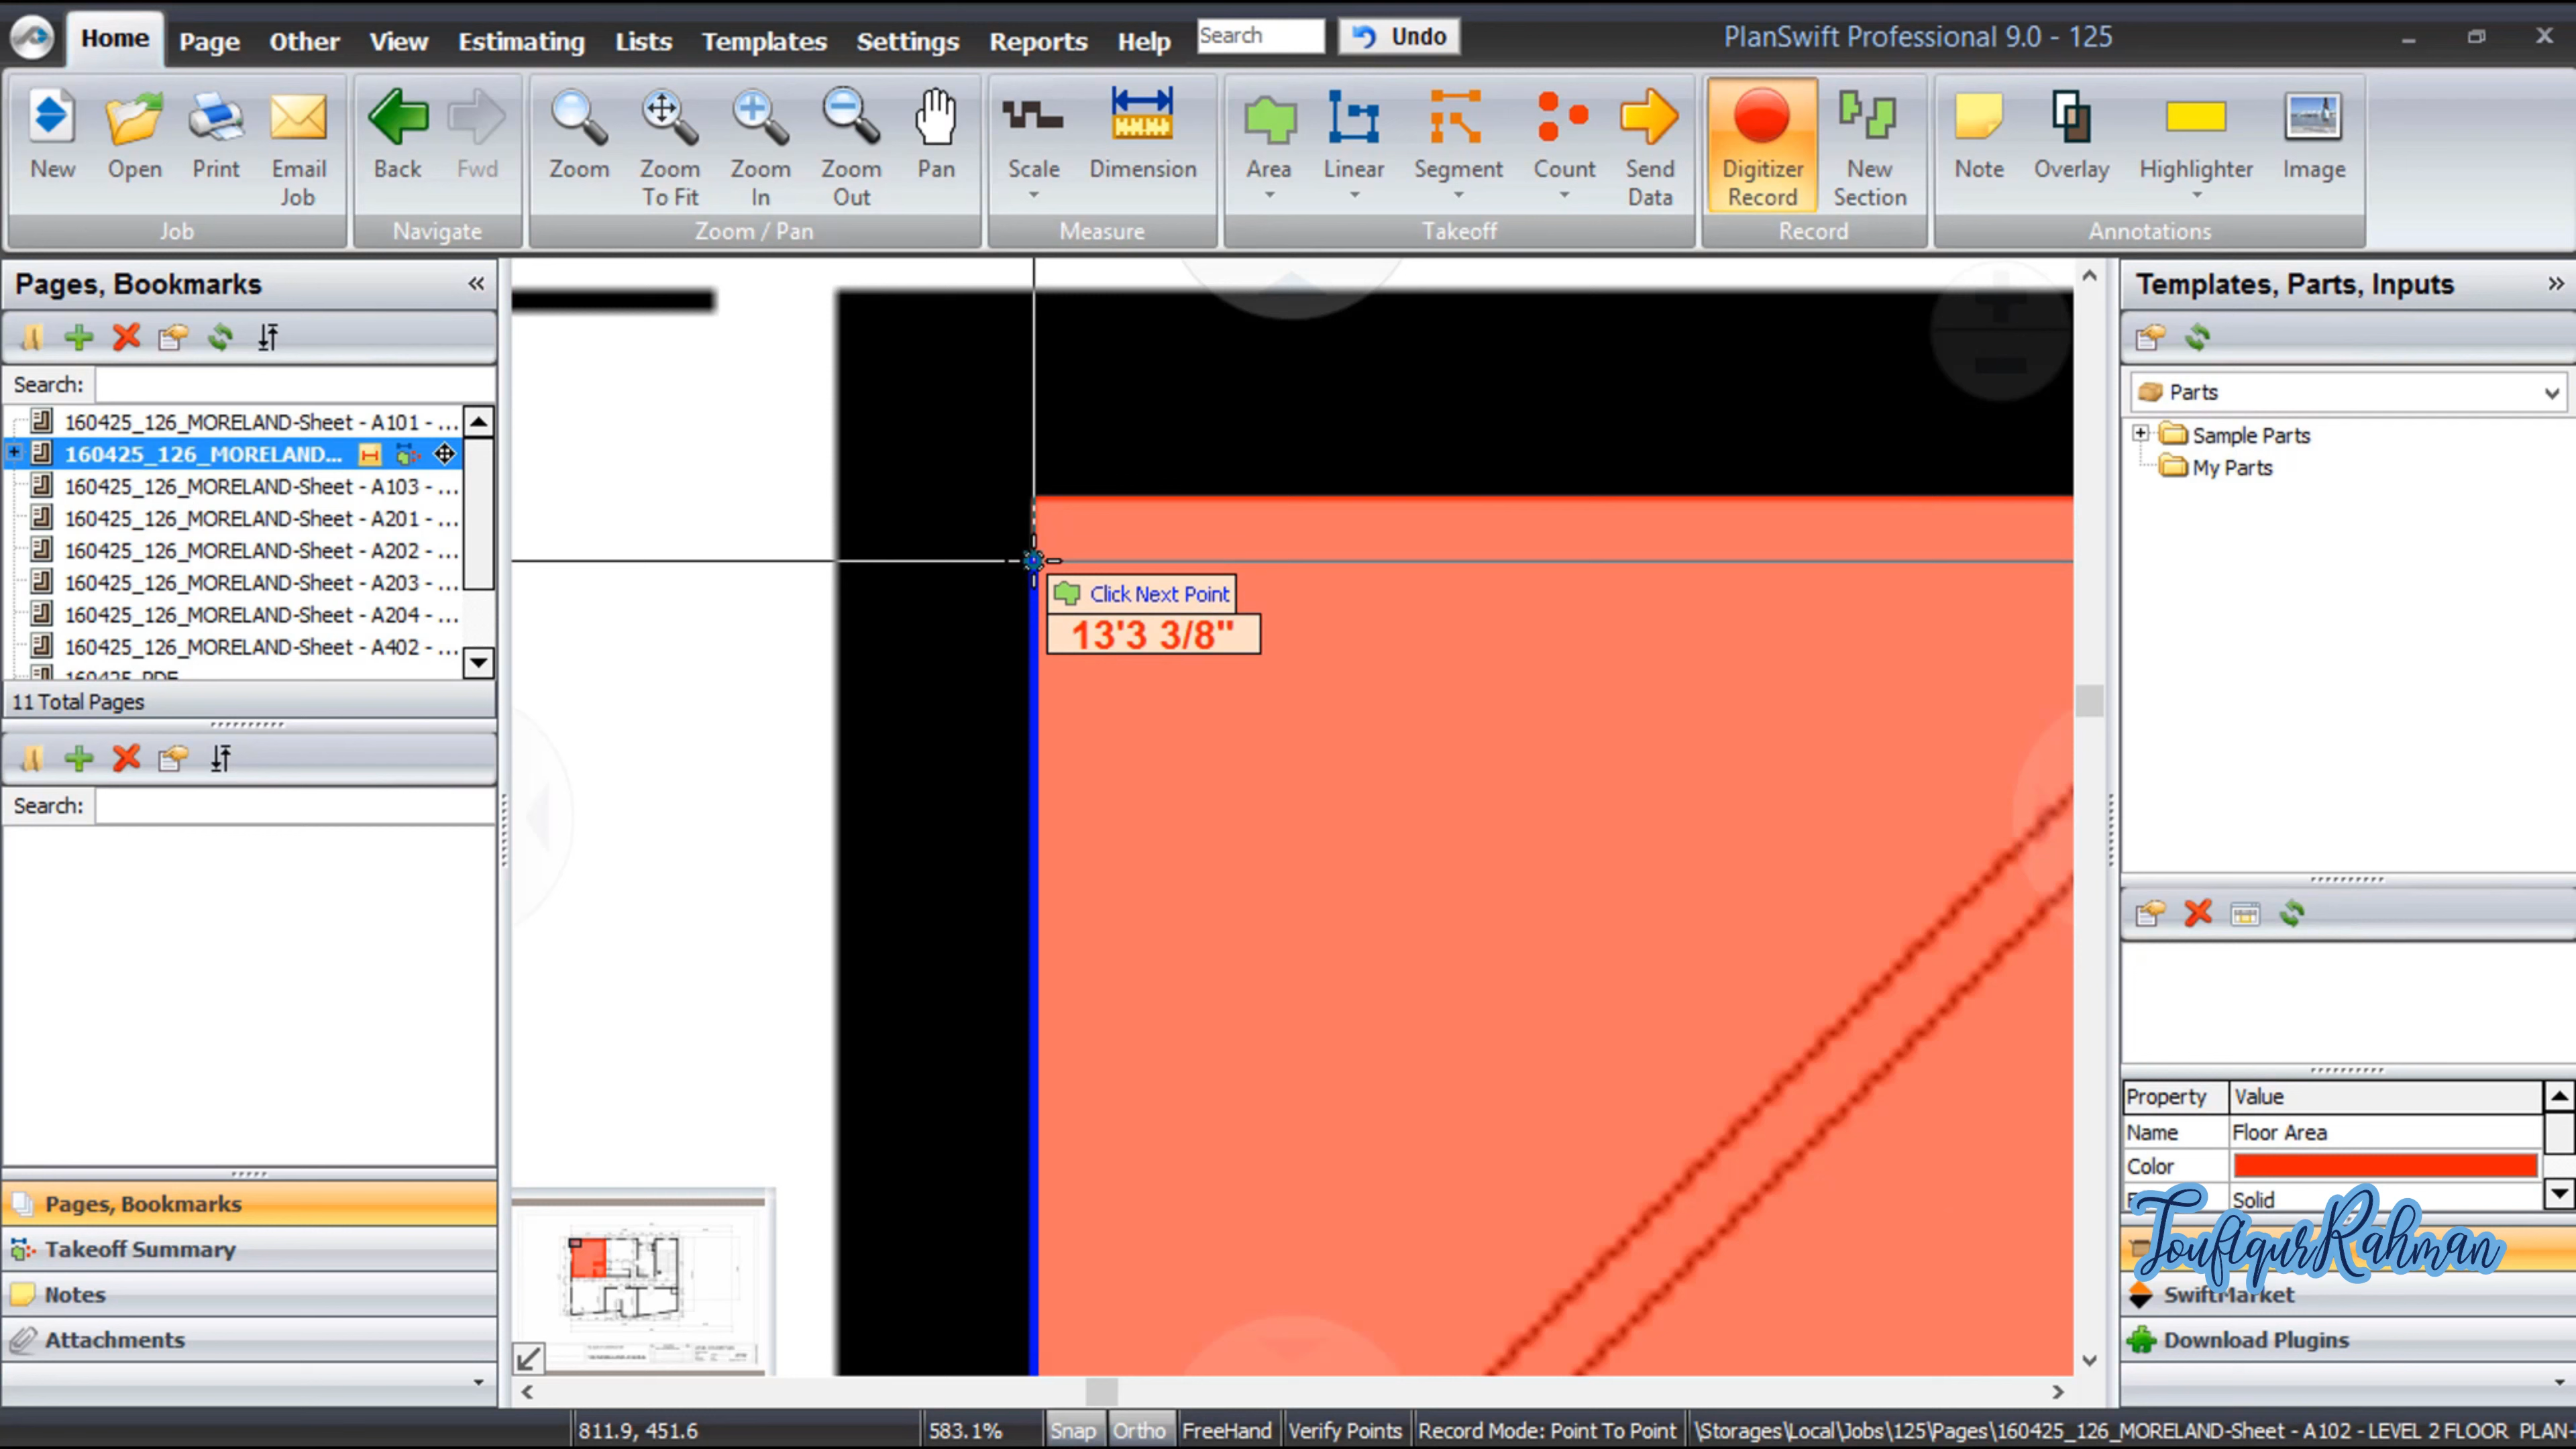 Home Page Other View Estimating Lists Templates Settings Reports Help Search Undo PlanSwift Professional 9.0 - 125
New Open Print Email Job Back Fwd Zoom Zoom To Fit Zoom In Zoom Out Pan Scale Dimension Area Linear Segment Count Send Data Digitizer Record New Section Note Overlay Highlighter Image
Job Navigate Zoom / Pan Measure Takeoff Record Annotations
Pages, Bookmarks
Search:
160425_126_MORELAND-Sheet - A101 - ...
160425_126_MORELAND...
160425_126_MORELAND-Sheet - A103 - ...
160425_126_MORELAND-Sheet - A201 - ...
160425_126_MORELAND-Sheet - A202 - ...
160425_126_MORELAND-Sheet - A203 - ...
160425_126_MORELAND-Sheet - A204 - ...
160425_126_MORELAND-Sheet - A402 - ...
160425_PDF
11 Total Pages
Search:
Pages, Bookmarks
Takeoff Summary
Notes
Attachments
Click Next Point
13'3 3/8"
Templates, Parts, Inputs
Parts
Sample Parts
My Parts
Property Value
Name Floor Area
Color
Solid
ToufiqurRahman
SwiftMarket
Download Plugins
811.9, 451.6 583.1% Snap Ortho FreeHand Verify Points Record Mode: Point To Point \Storages\Local\Jobs\125\Pages\160425_126_MORELAND-Sheet - A102 - LEVEL 2 FLOOR PLAN-